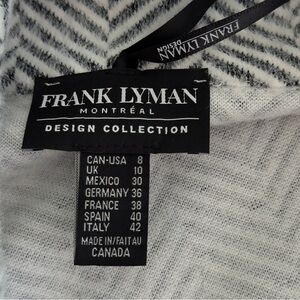 FRANK LYMAN
DESIGN
FRANK LYMAN
MONTRÉAL
DESIGN COLLECTION
CAN-USA 8
UK 10
MEXICO 30
GERMANY 36
FRANCE 38
SPAIN 40
ITALY 42
MADE IN/FAIT AU
CANADA